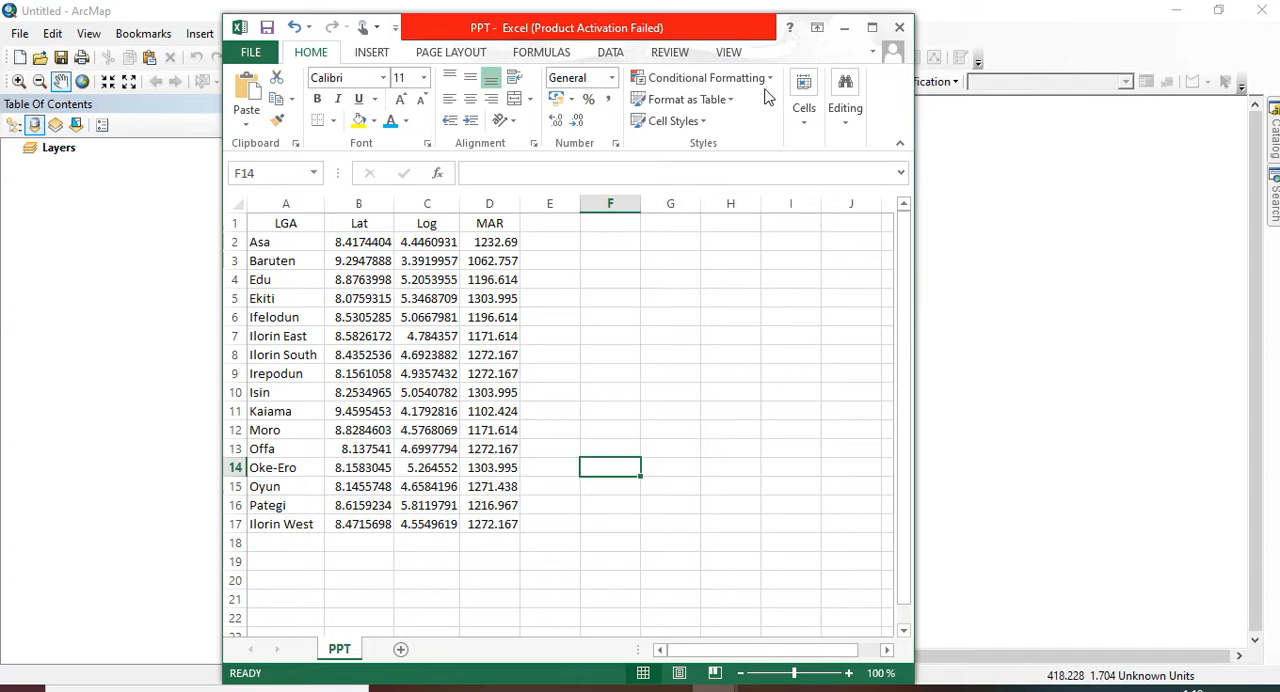 Untitled - ArcMap
File Edit View Bookmarks Insert
Table Of Contents
Layers
PPT - Excel (Product Activation Failed)
?
FILE HOME INSERT PAGE LAYOUT FORMULAS DATA REVIEW VIEW
Paste
Calibri 11
B I U A A
A
General
% ,
Conditional Formatting
Format as Table
Cell Styles
Cells
Editing
Clipboard Font Alignment Number Styles
F14 fx
A B C D E F G H I J
1 LGA Lat Log MAR
2 Asa 8.4174404 4.4460931 1232.69
3 Baruten 9.2947888 3.3919957 1062.757
4 Edu 8.8763998 5.2053955 1196.614
5 Ekiti 8.0759315 5.3468709 1303.995
6 Ifelodun 8.5305285 5.0667981 1196.614
7 Ilorin East 8.5826172 4.784357 1171.614
8 Ilorin South 8.4352536 4.6923882 1272.167
9 Irepodun 8.1561058 4.9357432 1272.167
10 Isin 8.2534965 5.0540782 1303.995
11 Kaiama 9.4595453 4.1792816 1102.424
12 Moro 8.8284603 4.5768069 1171.614
13 Offa 8.137541 4.6997794 1272.167
14 Oke-Ero 8.1583045 5.264552 1303.995
15 Oyun 8.1455748 4.6584196 1271.438
16 Pategi 8.6159234 5.8119791 1216.967
17 Ilorin West 8.4715698 4.5549619 1272.167
18
19
20
21
22
PPT
READY
100 %
ification
Catalog
Search
418.228 1.704 Unknown Units